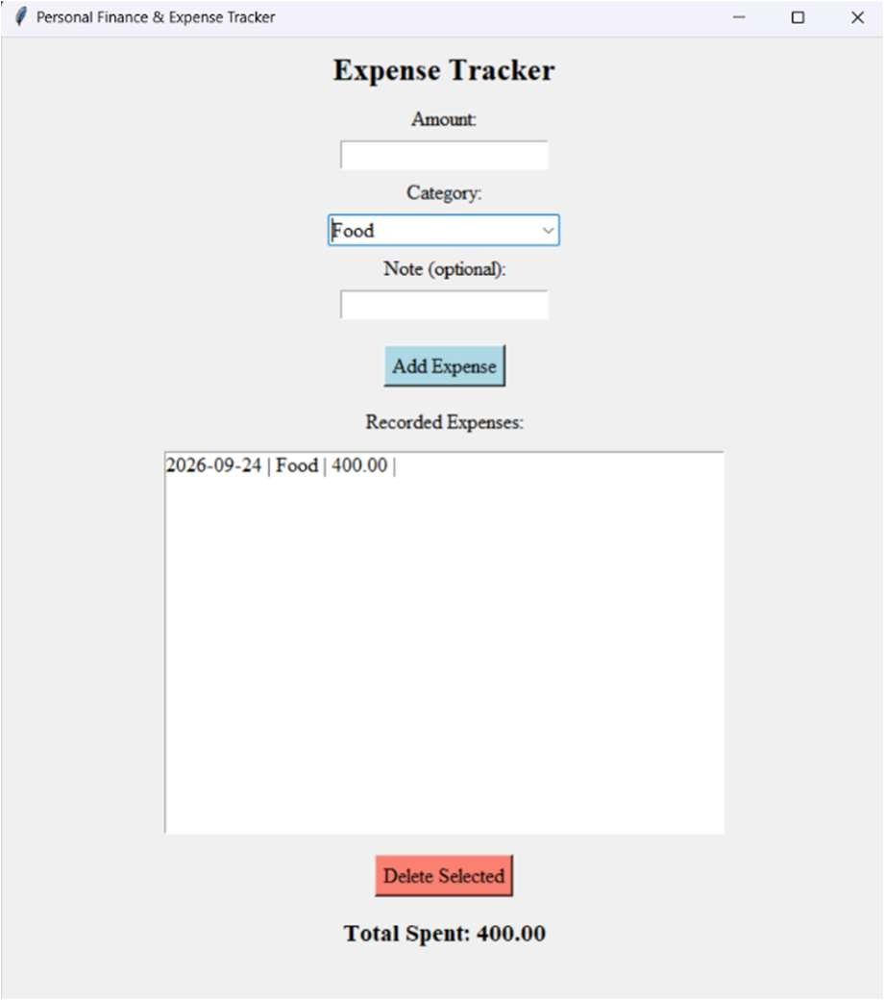 Personal Finance & Expense Tracker
Expense Tracker
Amount:
Category:
Food
Note (optional):
Add Expense
Recorded Expenses:
2026-09-24 | Food | 400.00 |
Delete Selected
Total Spent: 400.00